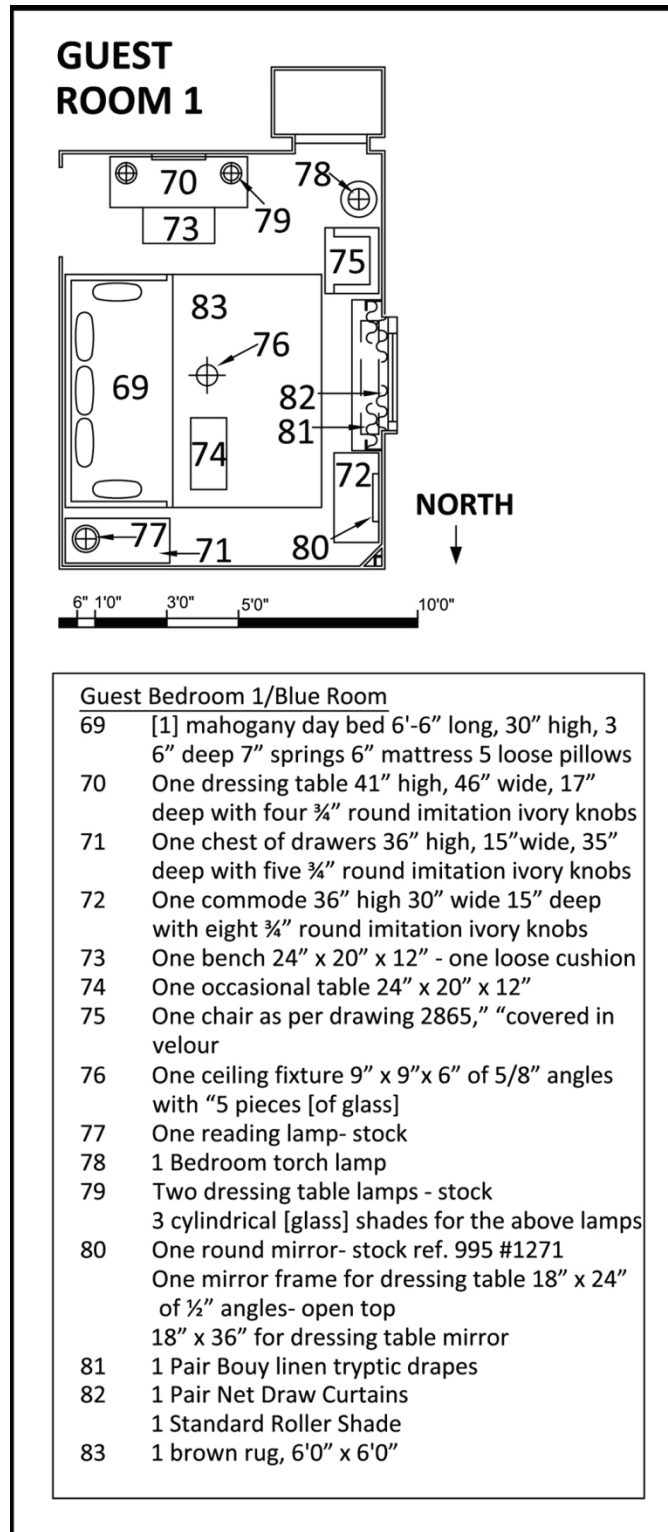 GUEST
ROOM 1
70
78
79
73
75
83
76
69
82
81
74
72
77
71
80
NORTH
6" 1'0" 3'0" 5'0" 10'0"
Guest Bedroom 1/Blue Room
69 [1] mahogany day bed 6'-6” long, 30” high, 3
6” deep 7” springs 6” mattress 5 loose pillows
70 One dressing table 41” high, 46” wide, 17”
deep with four ¾” round imitation ivory knobs
71 One chest of drawers 36” high, 15”wide, 35”
deep with five ¾” round imitation ivory knobs
72 One commode 36” high 30” wide 15” deep
with eight ¾” round imitation ivory knobs
73 One bench 24” x 20” x 12” - one loose cushion
74 One occasional table 24” x 20” x 12”
75 One chair as per drawing 2865,” “covered in
velour
76 One ceiling fixture 9” x 9”x 6” of 5/8” angles
with “5 pieces [of glass]
77 One reading lamp- stock
78 1 Bedroom torch lamp
79 Two dressing table lamps - stock
3 cylindrical [glass] shades for the above lamps
80 One round mirror- stock ref. 995 #1271
One mirror frame for dressing table 18” x 24”
of ½” angles- open top
18” x 36” for dressing table mirror
81 1 Pair Bouy linen tryptic drapes
82 1 Pair Net Draw Curtains
1 Standard Roller Shade
83 1 brown rug, 6'0” x 6'0”